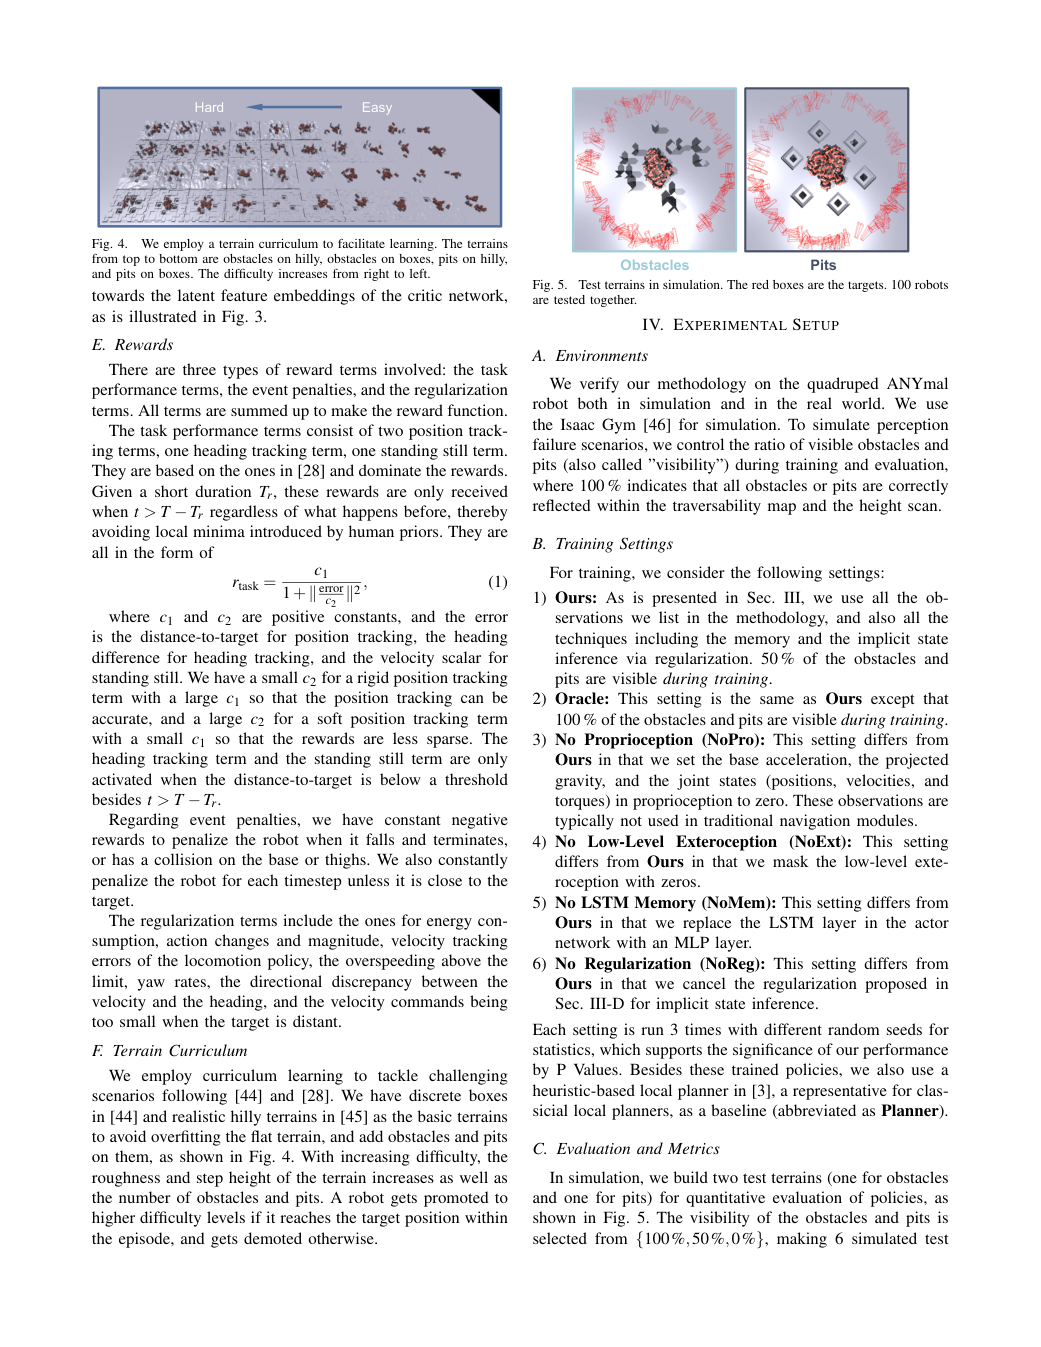 Hard
Easy
Fig. 4. We employ a terrain curriculum to facilitate learning. The terrains
from top to bottom are obstacles on hilly, obstacles on boxes, pits on hilly,
and pits on boxes. The difficulty increases from right to left.
towards the latent feature embeddings of the critic network,
as is illustrated in Fig. 3.
E. Rewards
There are three types of reward terms involved: the task
performance terms, the event penalties, and the regularization
terms. All terms are summed up to make the reward function.
The task performance terms consist of two position track-
ing terms, one heading tracking term, one standing still term.
They are based on the ones in [28] and dominate the rewards.
Given a short duration Tr, these rewards are only received
when t > T − Tr regardless of what happens before, thereby
avoiding local minima introduced by human priors. They are
all in the form of
r_task = c1 / (1 + ‖error/c2‖²), (1)
where c1 and c2 are positive constants, and the error
is the distance-to-target for position tracking, the heading
difference for heading tracking, and the velocity scalar for
standing still. We have a small c2 for a rigid position tracking
term with a large c1 so that the position tracking can be
accurate, and a large c2 for a soft position tracking term
with a small c1 so that the rewards are less sparse. The
heading tracking term and the standing still term are only
activated when the distance-to-target is below a threshold
besides t > T − Tr.
Regarding event penalties, we have constant negative
rewards to penalize the robot when it falls and terminates,
or has a collision on the base or thighs. We also constantly
penalize the robot for each timestep unless it is close to the
target.
The regularization terms include the ones for energy con-
sumption, action changes and magnitude, velocity tracking
errors of the locomotion policy, the overspeeding above the
limit, yaw rates, the directional discrepancy between the
velocity and the heading, and the velocity commands being
too small when the target is distant.
F. Terrain Curriculum
We employ curriculum learning to tackle challenging
scenarios following [44] and [28]. We have discrete boxes
in [44] and realistic hilly terrains in [45] as the basic terrains
to avoid overfitting the flat terrain, and add obstacles and pits
on them, as shown in Fig. 4. With increasing difficulty, the
roughness and step height of the terrain increases as well as
the number of obstacles and pits. A robot gets promoted to
higher difficulty levels if it reaches the target position within
the episode, and gets demoted otherwise.
Obstacles
Pits
Fig. 5. Test terrains in simulation. The red boxes are the targets. 100 robots
are tested together.
IV. EXPERIMENTAL SETUP
A. Environments
We verify our methodology on the quadruped ANYmal
robot both in simulation and in the real world. We use
the Isaac Gym [46] for simulation. To simulate perception
failure scenarios, we control the ratio of visible obstacles and
pits (also called ”visibility”) during training and evaluation,
where 100 % indicates that all obstacles or pits are correctly
reflected within the traversability map and the height scan.
B. Training Settings
For training, we consider the following settings:
1) Ours: As is presented in Sec. III, we use all the ob-
servations we list in the methodology, and also all the
techniques including the memory and the implicit state
inference via regularization. 50 % of the obstacles and
pits are visible during training.
2) Oracle: This setting is the same as Ours except that
100 % of the obstacles and pits are visible during training.
3) No Proprioception (NoPro): This setting differs from
Ours in that we set the base acceleration, the projected
gravity, and the joint states (positions, velocities, and
torques) in proprioception to zero. These observations are
typically not used in traditional navigation modules.
4) No Low-Level Exteroception (NoExt): This setting
differs from Ours in that we mask the low-level exte-
roception with zeros.
5) No LSTM Memory (NoMem): This setting differs from
Ours in that we replace the LSTM layer in the actor
network with an MLP layer.
6) No Regularization (NoReg): This setting differs from
Ours in that we cancel the regularization proposed in
Sec. III-D for implicit state inference.
Each setting is run 3 times with different random seeds for
statistics, which supports the significance of our performance
by P Values. Besides these trained policies, we also use a
heuristic-based local planner in [3], a representative for clas-
sicial local planners, as a baseline (abbreviated as Planner).
C. Evaluation and Metrics
In simulation, we build two test terrains (one for obstacles
and one for pits) for quantitative evaluation of policies, as
shown in Fig. 5. The visibility of the obstacles and pits is
selected from {100 %, 50 %, 0 %}, making 6 simulated test